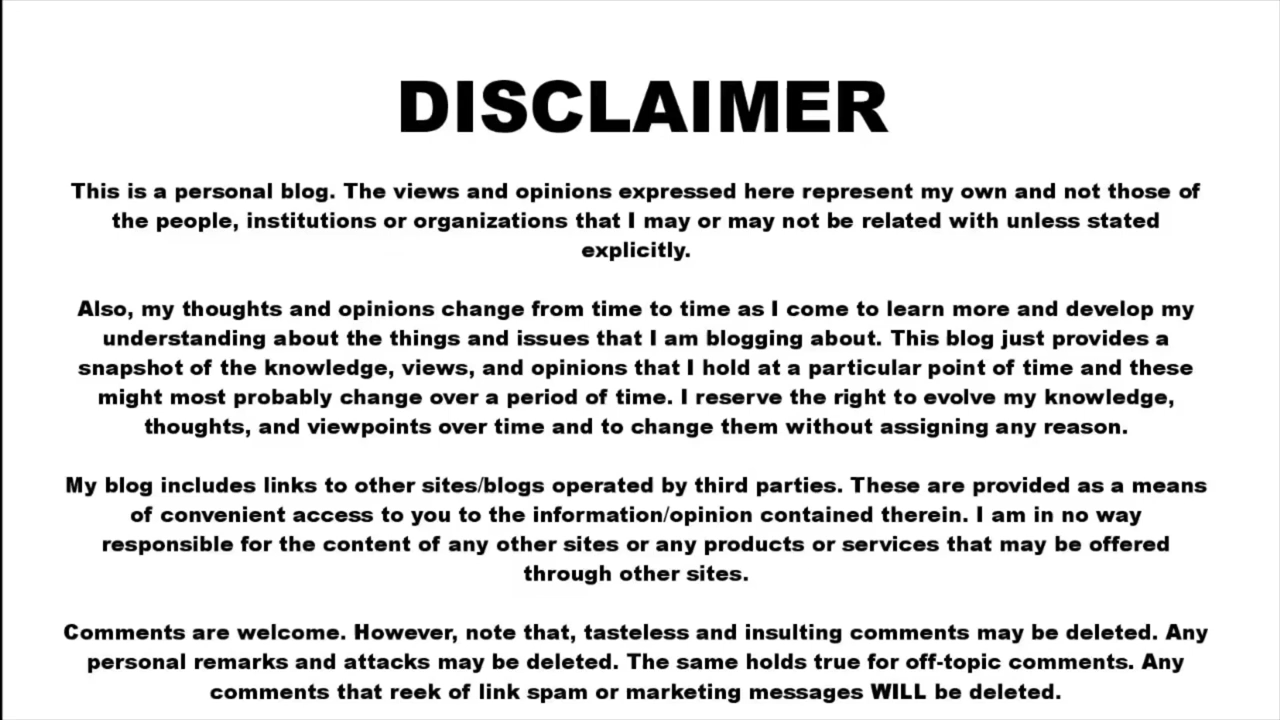 DISCLAIMER
This is a personal blog. The views and opinions expressed here represent my own and not those of
the people, institutions or organizations that I may or may not be related with unless stated
explicitly.
Also, my thoughts and opinions change from time to time as I come to learn more and develop my
understanding about the things and issues that I am blogging about. This blog just provides a
snapshot of the knowledge, views, and opinions that I hold at a particular point of time and these
might most probably change over a period of time. I reserve the right to evolve my knowledge,
thoughts, and viewpoints over time and to change them without assigning any reason.
My blog includes links to other sites/blogs operated by third parties. These are provided as a means
of convenient access to you to the information/opinion contained therein. I am in no way
responsible for the content of any other sites or any products or services that may be offered
through other sites.
Comments are welcome. However, note that, tasteless and insulting comments may be deleted. Any
personal remarks and attacks may be deleted. The same holds true for off-topic comments. Any
comments that reek of link spam or marketing messages WILL be deleted.